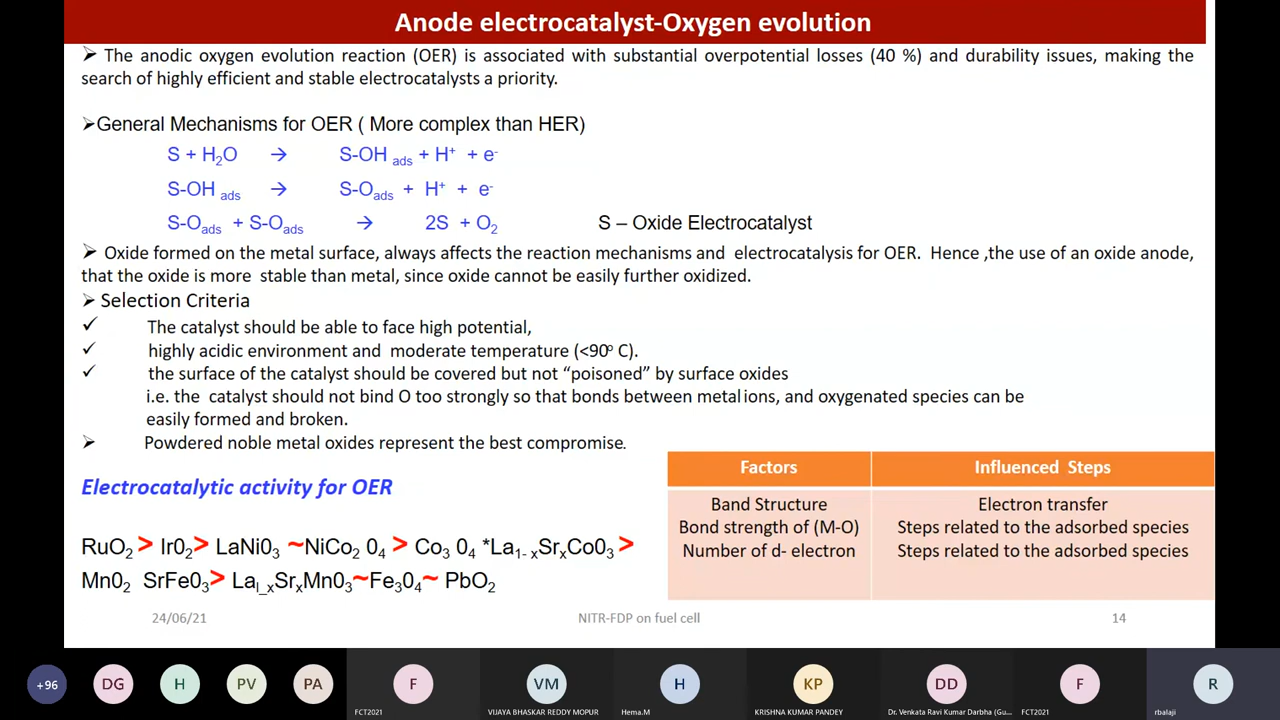 Anode electrocatalyst-Oxygen evolution
➢ The anodic oxygen evolution reaction (OER) is associated with substantial overpotential losses (40 %) and durability issues, making the
search of highly efficient and stable electrocatalysts a priority.
➢General Mechanisms for OER ( More complex than HER)
S + H2O → S-OH ads + H+ + e-
S-OH ads → S-Oads + H+ + e-
S-Oads + S-Oads → 2S + O2 S – Oxide Electrocatalyst
➢ Oxide formed on the metal surface, always affects the reaction mechanisms and electrocatalysis for OER. Hence ,the use of an oxide anode,
that the oxide is more stable than metal, since oxide cannot be easily further oxidized.
➢ Selection Criteria
✓ The catalyst should be able to face high potential,
✓ highly acidic environment and moderate temperature (<90o C).
✓ the surface of the catalyst should be covered but not “poisoned” by surface oxides
i.e. the catalyst should not bind O too strongly so that bonds between metal ions, and oxygenated species can be
easily formed and broken.
➢ Powdered noble metal oxides represent the best compromise.
Electrocatalytic activity for OER
RuO2 > Ir02> LaNi03 ~NiCo2 04 > Co3 04 *La1- xSrxCo03 >
Mn02 SrFe03> Lal_xSrxMn03~Fe304~ PbO2
Factors Influenced Steps
Band Structure Electron transfer
Bond strength of (M-O) Steps related to the adsorbed species
Number of d- electron Steps related to the adsorbed species
24/06/21 NITR-FDP on fuel cell 14
+96 DG H PV PA F VM H KP DD F R
FCT2021 VIJAYA BHASKAR REDDY MOPUR Hema.M KRISHNA KUMAR PANDEY Dr. Venkata Ravi Kumar Darbha (Gu... FCT2021 rbalaji